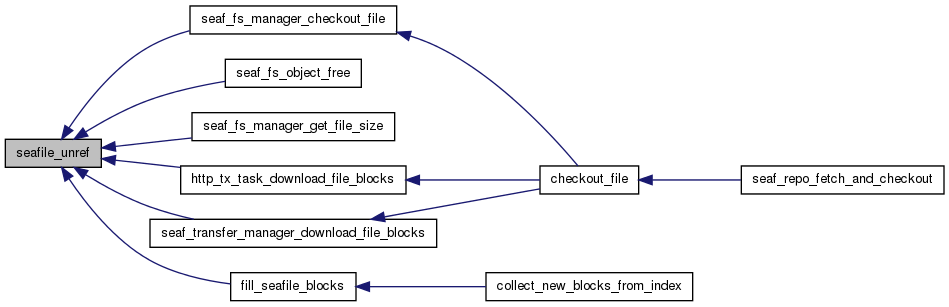 seaf_fs_manager_checkout_file
seaf_fs_object_free
seaf_fs_manager_get_file_size
seafile_unref
http_tx_task_download_file_blocks
checkout_file
seaf_repo_fetch_and_checkout
seaf_transfer_manager_download_file_blocks
fill_seafile_blocks
collect_new_blocks_from_index